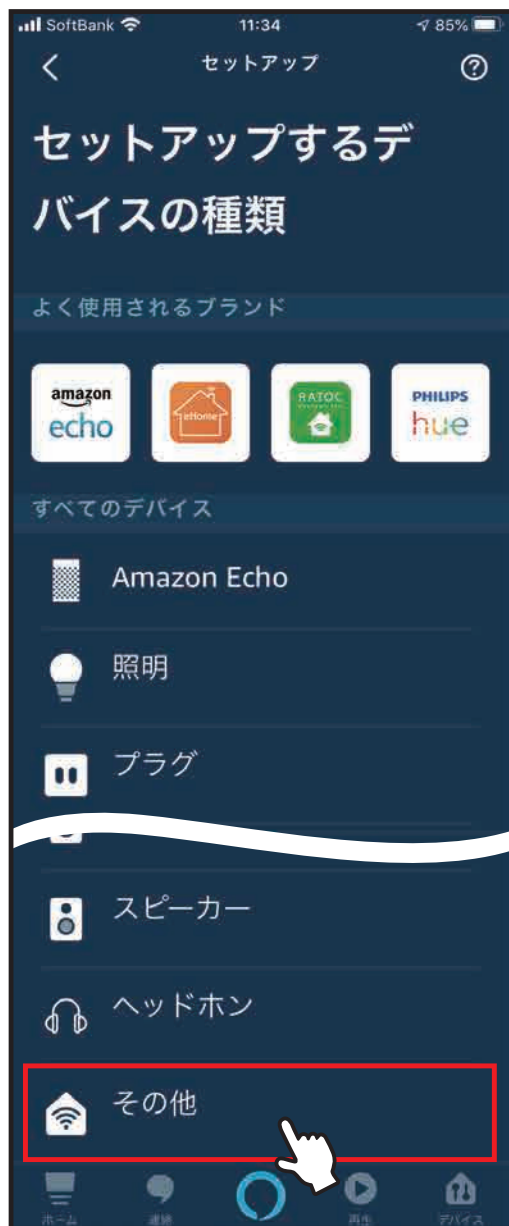 SoftBank 11:34 85%
セットアップ
?
セットアップするデ
バイスの種類
よく使用されるブランド
amazon
echo
eHome
RATOC
PHILIPS
hue
すべてのデバイス
Amazon Echo
照明
プラグ
スピーカー
ヘッドホン
その他
ホーム 連絡 再生 デバイス